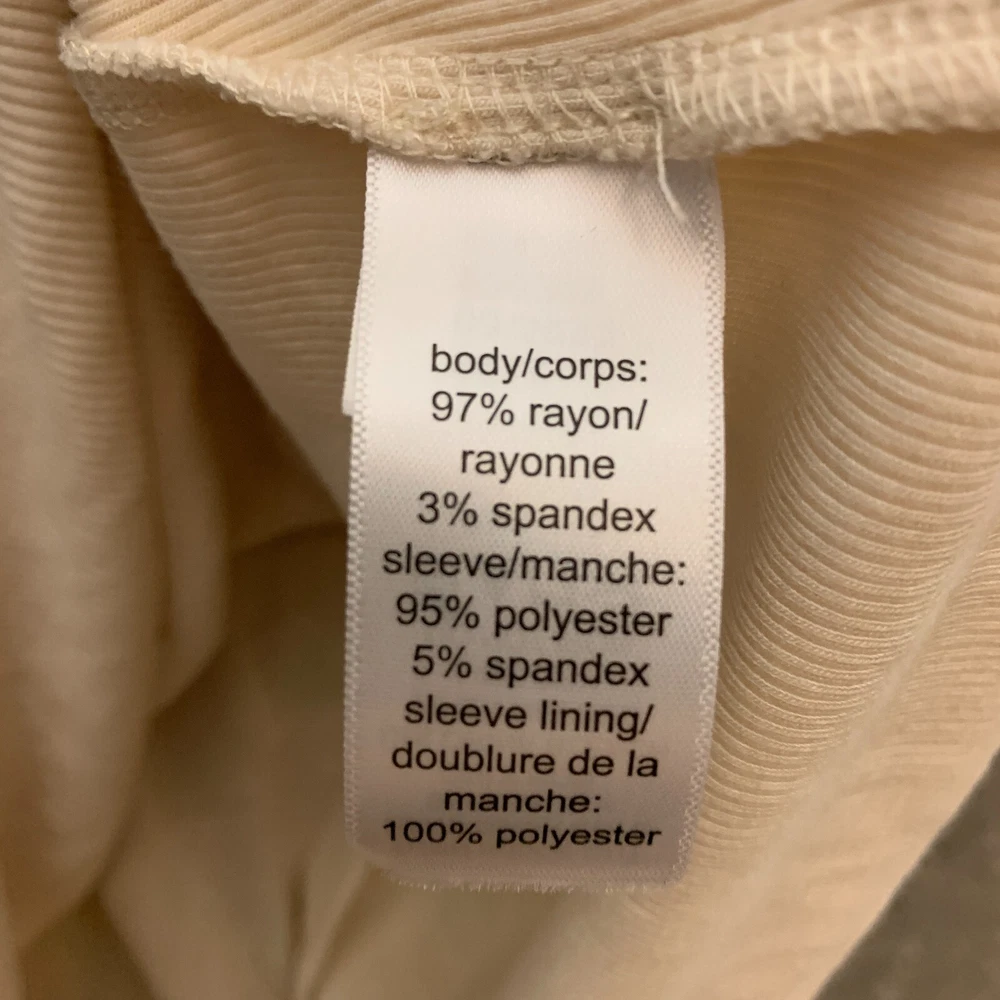 body/corps:
97% rayon/
rayonne
3% spandex
sleeve/manche:
95% polyester
5% spandex
sleeve lining/
doublure de la
manche:
100% polyester